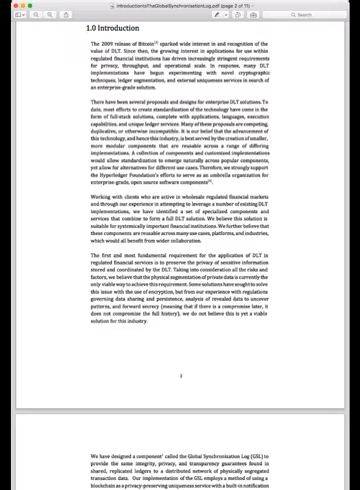 IntroductiontoTheGlobalSynchronisationLog.pdf (page 2 of 11)
Search
1.0 Introduction
The 2009 release of Bitcoin[1] sparked wide interest in and recognition of the
value of DLT. Since then, the growing interest in applications for use within
regulated financial institutions has driven increasingly stringent requirements
for privacy, throughput, and operational scale. In response, many DLT
implementations have begun experimenting with novel cryptographic
techniques, ledger segmentation, and external uniqueness services in search of
an enterprise-grade solution.
There have been several proposals and designs for enterprise DLT solutions. To
date, most efforts to create standardization of the technology have come in the
form of full-stack solutions, complete with applications, languages, execution
capabilities, and unique ledger services. Many of these proposals are competing,
duplicative, or otherwise incompatible. It is our belief that the advancement of
this technology, and hence this industry, is best served by the creation of smaller,
more modular components that are reusable across a range of differing
implementations. A collection of components and customized implementations
would allow standardization to emerge naturally across popular components,
yet allow for alternatives for different use cases. Therefore, we strongly support
the Hyperledger Foundation's efforts to serve as an umbrella organization for
enterprise-grade, open source software components
Working with clients who are active in wholesale regulated financial markets
and through our experience in attempting to leverage a number of existing DLT
implementations, we have identified a set of specialized components and
services that combine to form a full DLT solution. We believe this solution is
suitable for systemically important financial institutions. We further believe that
these components are reusable across many use cases, platforms, and industries,
which would all benefit from wider collaboration.
The first and most fundamental requirement for the application of DLT in
regulated financial services is to preserve the privacy of sensitive information
stored and coordinated by the DLT. Taking into consideration all the risks and
factors, we believe that the physical segmentation of private data is currently the
only viable way to achieve this requirement. Some solutions have sought to solve
this issue with the use of encryption, but from our experience with regulations
governing data sharing and persistence, analysis of revealed data to uncover
patterns, and forward secrecy (meaning that if there is a compromise later, it
does not compromise the full history), we do not believe this is yet a viable
solution for this industry.
2
We have designed a component called the Global Synchronisation Log (GSL) to
provide the same integrity, privacy, and transparency guarantees found in
shared, replicated ledgers to a distributed network of physically segregated
transaction data. Our implementation of the GSL employs a method of using a
blockchain as a privacy-preserving uniqueness service with a built-in notification